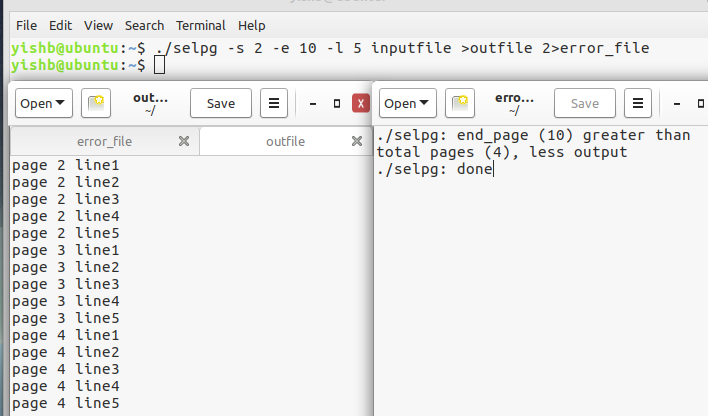 File Edit View Search Terminal Help
yishb@ubuntu:~$ ./selpg -s 2 -e 10 -l 5 inputfile >outfile 2>error_file
yishb@ubuntu:~$
Open out... ~/ Save
error_file outfile
page 2 line1
page 2 line2
page 2 line3
page 2 line4
page 2 line5
page 3 line1
page 3 line2
page 3 line3
page 3 line4
page 3 line5
page 4 line1
page 4 line2
page 4 line3
page 4 line4
page 4 line5
Open erro... ~/ Save
./selpg: end_page (10) greater than
total pages (4), less output
./selpg: done